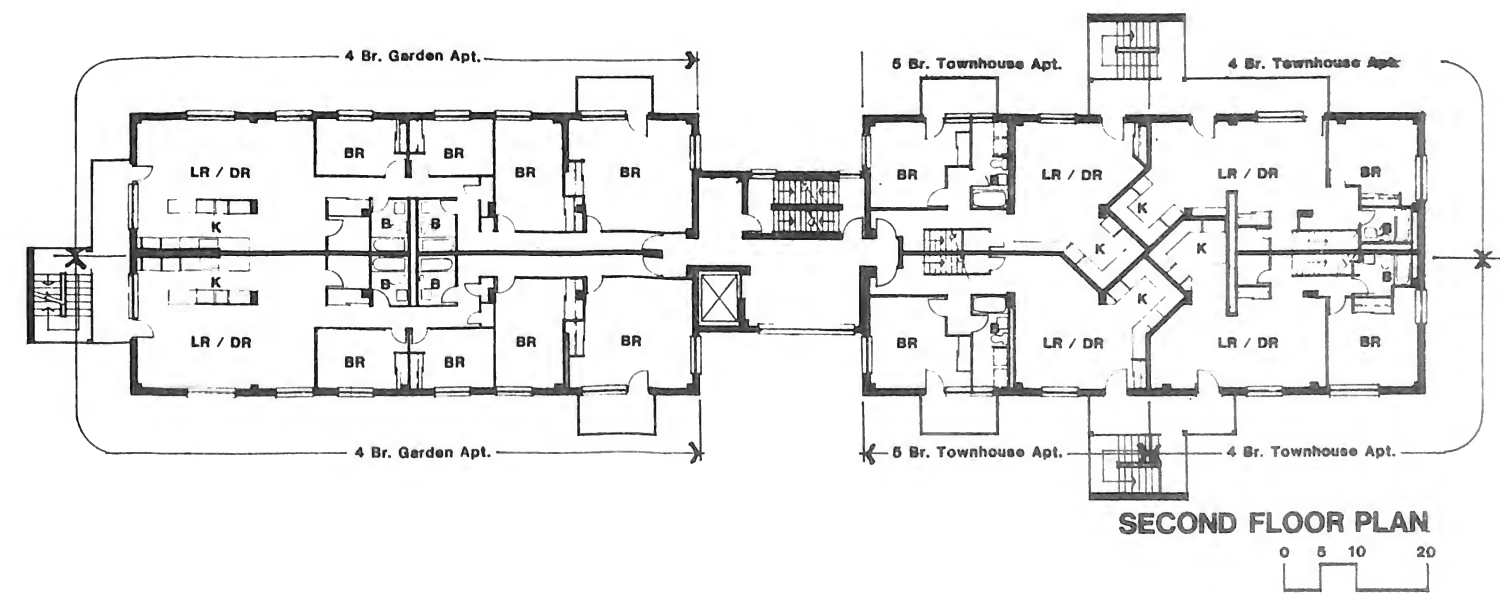 4 Br. Garden Apt.
5 Br. Townhouse Apt.
4 Br. Townhouse Apt.
BR BR BR BR BR LR / DR LR / DR BR
LR / DR
K B B K K K
K B B K
LR / DR BR BR BR BR BR LR / DR LR / DR BR
4 Br. Garden Apt.
5 Br. Townhouse Apt.
4 Br. Townhouse Apt.
SECOND FLOOR PLAN
0 5 10 20